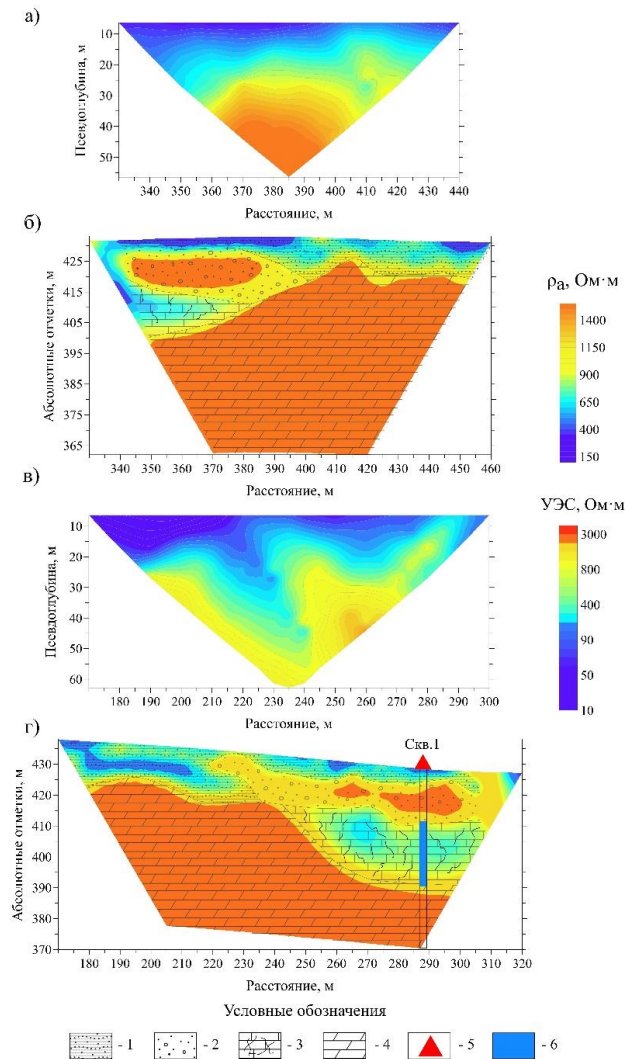 а)
10
20
30
40
50
Псевдоглубина, м
340 350 360 370 380 390 400 410 420 430 440
Расстояние, м
б)
425
415
405
395
385
375
365
Абсолютные отметки, м
340 350 360 370 380 390 400 410 420 430 440 450 460
Расстояние, м
ρa, Ом·м
1400
1150
900
650
400
150
в)
10
20
30
40
50
60
Псевдоглубина, м
180 190 200 210 220 230 240 250 260 270 280 290 300
Расстояние, м
УЭС, Ом·м
3000
800
400
90
50
10
г)
Скв.1
430
420
410
400
390
380
370
Абсолютные отметки, м
180 190 200 210 220 230 240 250 260 270 280 290 300 310 320
Расстояние, м
Условные обозначения
- 1 - 2 - 3 - 4 - 5 - 6